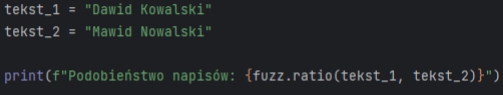 tekst_1 = "Dawid Kowalski"
tekst_2 = "Mawid Nowalski"
print(f"Podobieństwo napisów: {fuzz.ratio(tekst_1, tekst_2)}")